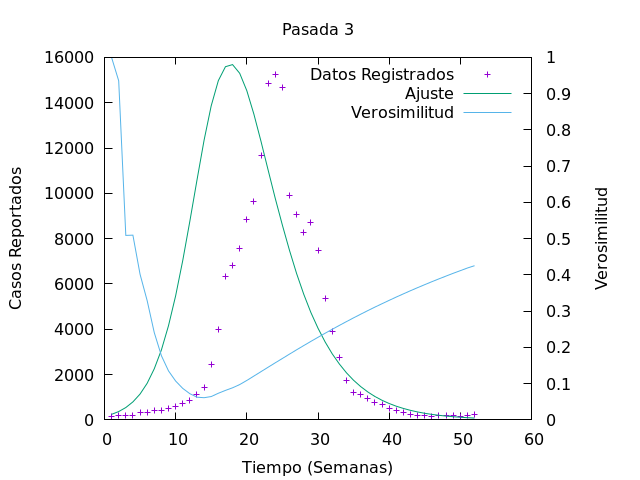 Pasada 3
Casos Reportados
Verosimilitud
16000
14000
12000
10000
8000
6000
4000
2000
0
1
0.9
0.8
0.7
0.6
0.5
0.4
0.3
0.2
0.1
0
Datos Registrados
Ajuste
Verosimilitud
0 10 20 30 40 50 60
Tiempo (Semanas)